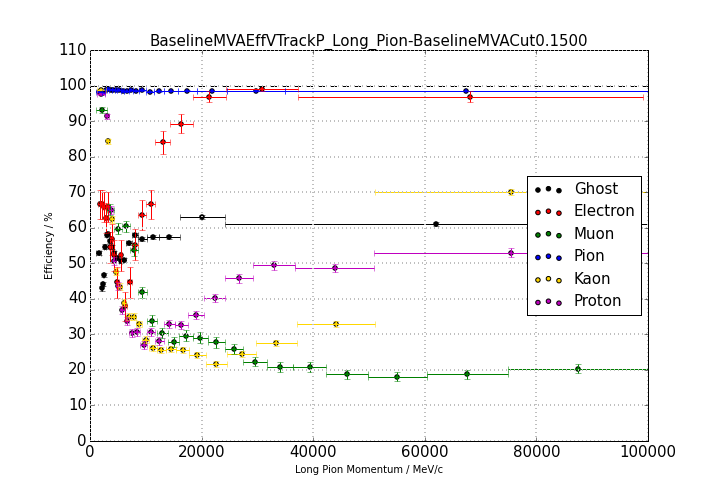 BaselineMVAEffVTrackP_Long_Pion-BaselineMVACut0.1500
110
100
90
80
70
60
50
40
30
20
10
0
Efficiency / %
Ghost
Electron
Muon
Pion
Kaon
Proton
0 20000 40000 60000 80000 100000
Long Pion Momentum / MeV/c